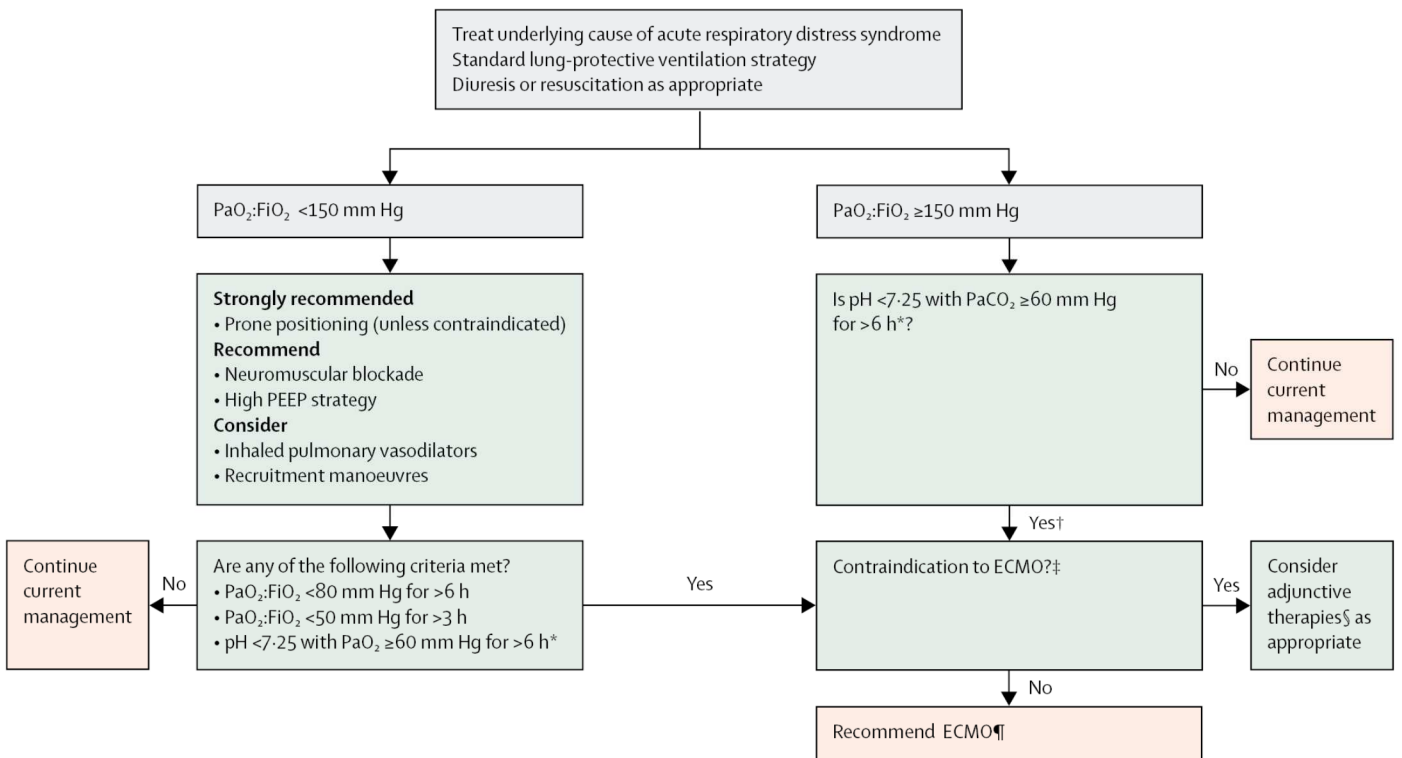 Treat underlying cause of acute respiratory distress syndrome
Standard lung-protective ventilation strategy
Diuresis or resuscitation as appropriate
PaO₂:FiO₂ <150 mm Hg
PaO₂:FiO₂ ≥150 mm Hg
Strongly recommended
• Prone positioning (unless contraindicated)
Recommend
• Neuromuscular blockade
• High PEEP strategy
Consider
• Inhaled pulmonary vasodilators
• Recruitment manoeuvres
Is pH <7·25 with PaCO₂ ≥60 mm Hg
for >6 h*?
No
Continue
current
management
Yes†
Continue
current
management
No
Are any of the following criteria met?
• PaO₂:FiO₂ <80 mm Hg for >6 h
• PaO₂:FiO₂ <50 mm Hg for >3 h
• pH <7·25 with PaO₂ ≥60 mm Hg for >6 h*
Yes
Contraindication to ECMO?‡
Yes
Consider
adjunctive
therapies§ as
appropriate
No
Recommend ECMO¶